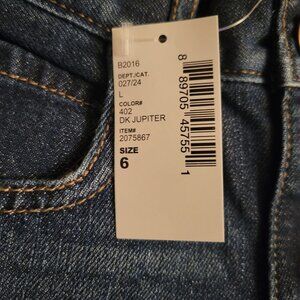 B2016
DEPT./CAT.
027/24
L
COLOR#
402
DK JUPITER
ITEM#
2075867
SIZE
6
8 89705 45755 1